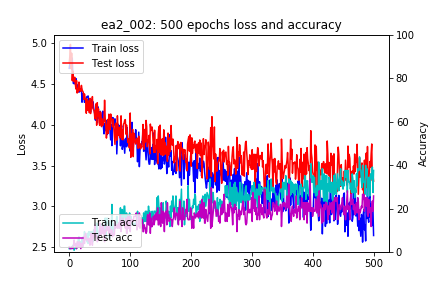 ea2_002: 500 epochs loss and accuracy
Train loss
Test loss
Train acc
Test acc
Loss
5.0
4.5
4.0
3.5
3.0
2.5
Accuracy
100
80
60
40
20
0
0 100 200 300 400 500